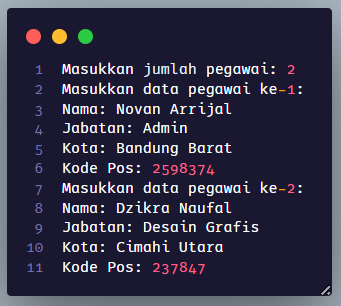 1 Masukkan jumlah pegawai: 2
2 Masukkan data pegawai ke-1:
3 Nama: Novan Arrijal
4 Jabatan: Admin
5 Kota: Bandung Barat
6 Kode Pos: 2598374
7 Masukkan data pegawai ke-2:
8 Nama: Dzikra Naufal
9 Jabatan: Desain Grafis
10 Kota: Cimahi Utara
11 Kode Pos: 237847